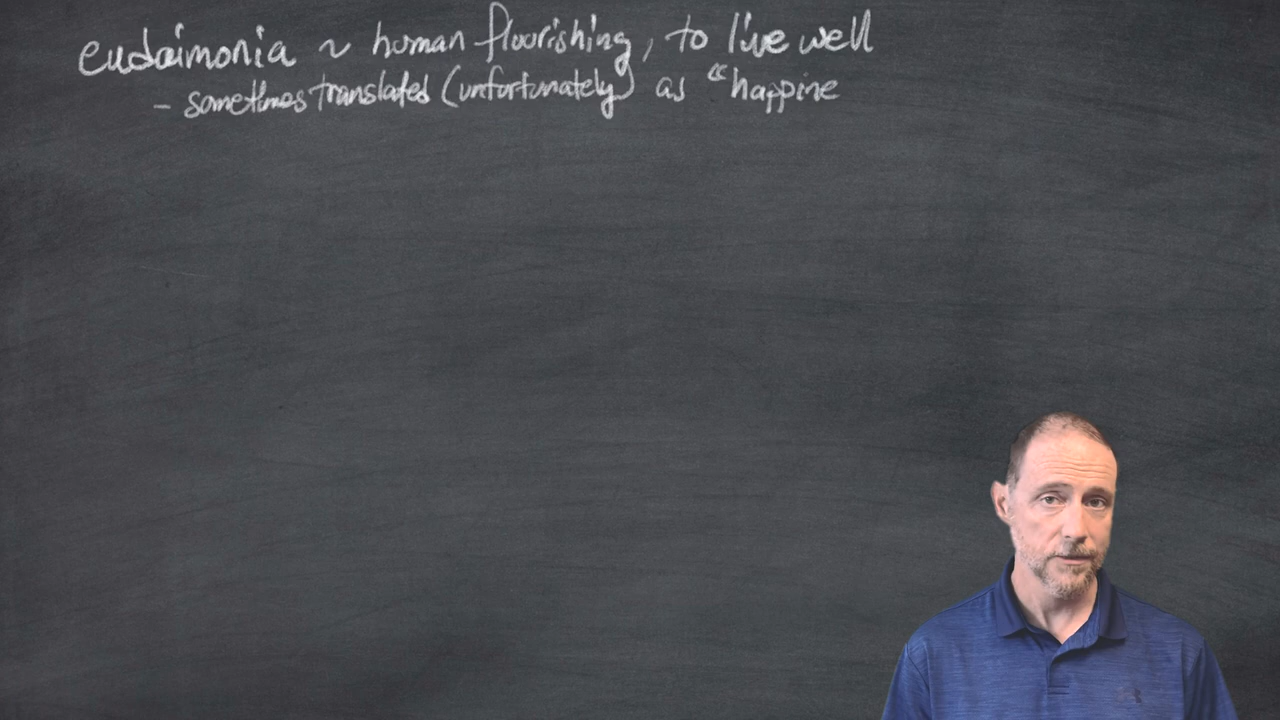 eudaimonia ~ human flourishing, to live well
- sometimes translated (unfortunately) as "happine